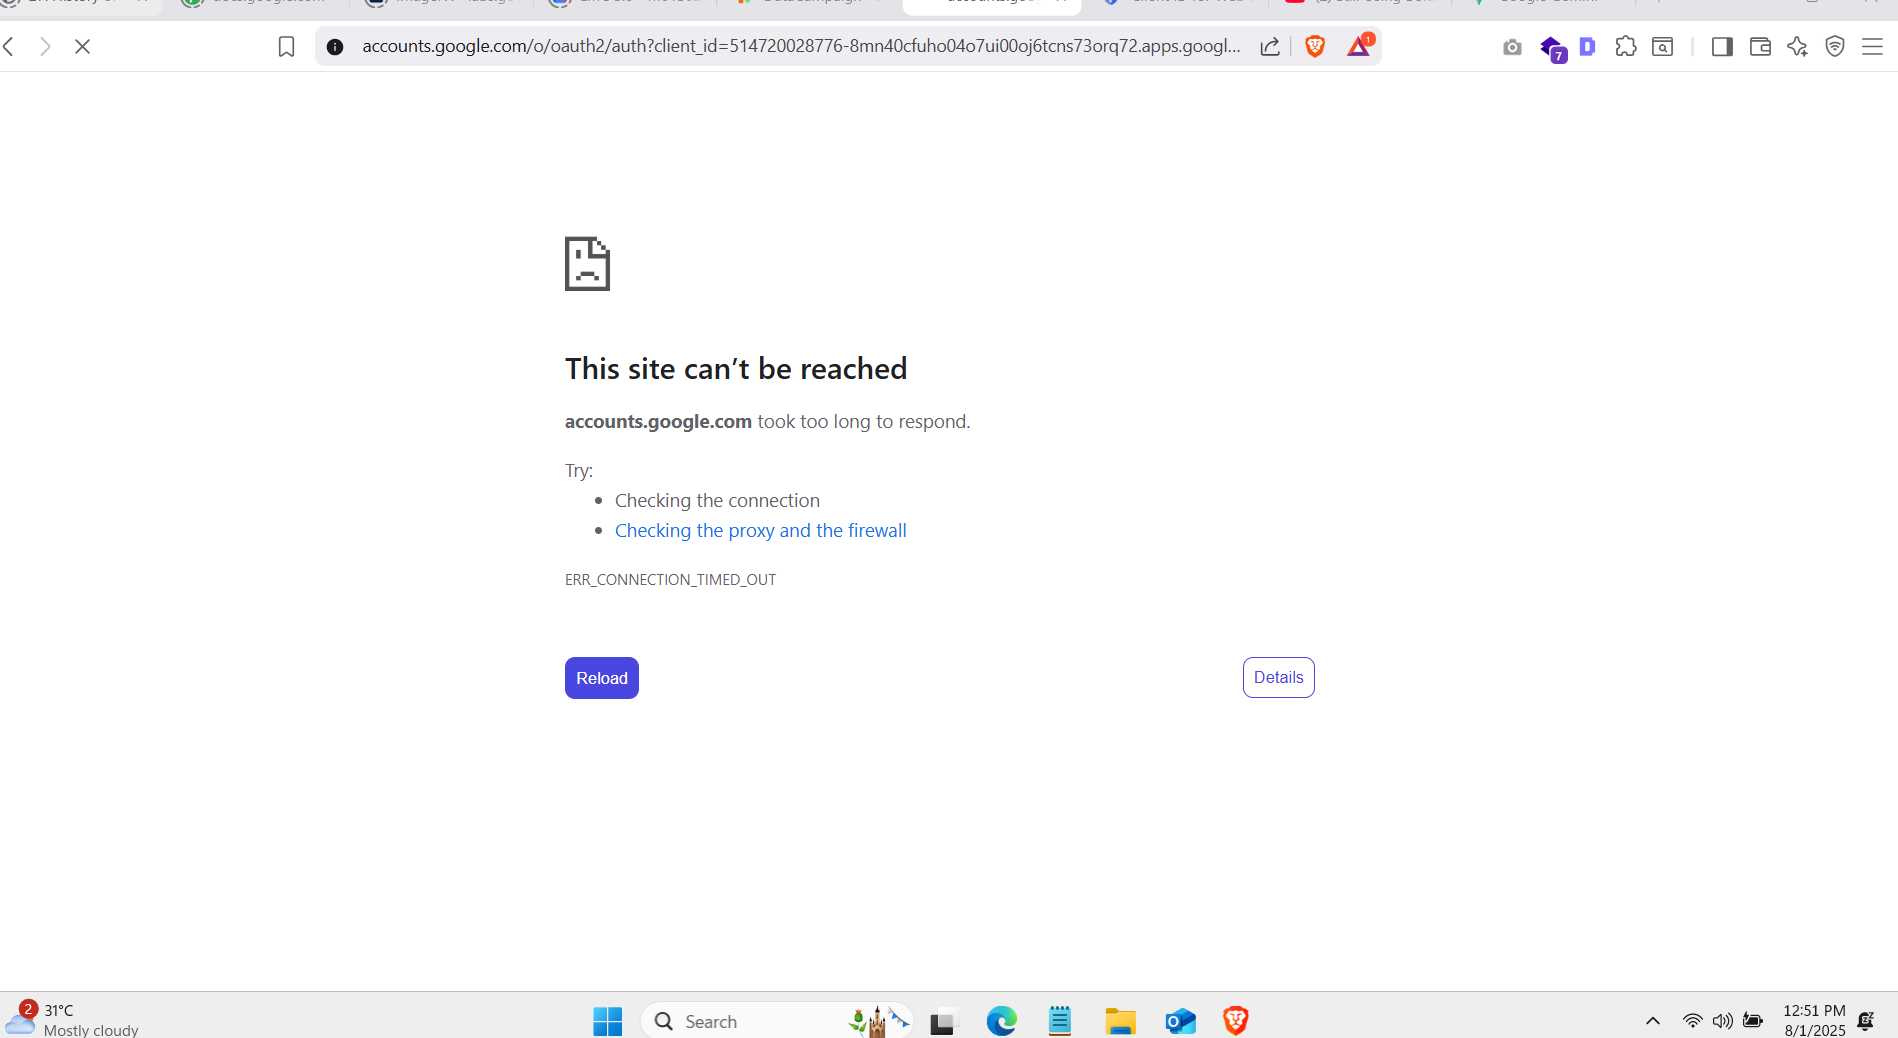 accounts.google.com/o/oauth2/auth?client_id=514720028776-8mn40cfuho04o7ui00oj6tcns73orq72.apps.googl...
1
7
This site can’t be reached
accounts.google.com took too long to respond.
Try:
Checking the connection
Checking the proxy and the firewall
ERR_CONNECTION_TIMED_OUT
Reload
Details
2
31°C
Mostly cloudy
Search
12:51 PM
8/1/2025